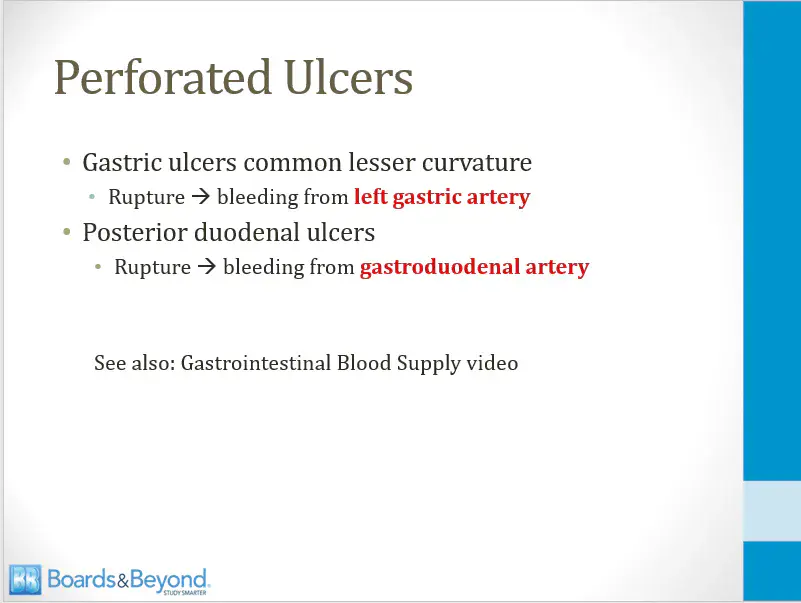 Perforated Ulcers
• Gastric ulcers common lesser curvature
• Rupture → bleeding from left gastric artery
• Posterior duodenal ulcers
• Rupture → bleeding from gastroduodenal artery
See also: Gastrointestinal Blood Supply video
BB Boards&Beyond.
STUDY SMARTER